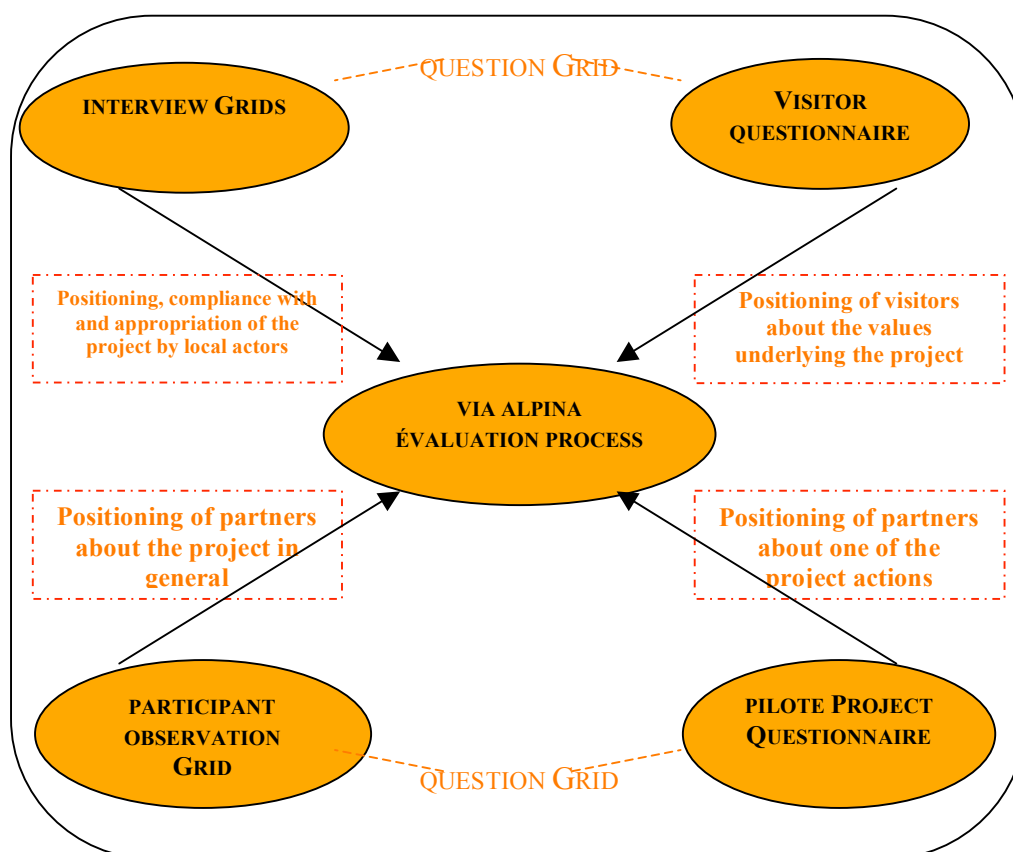 QUESTION GRID
INTERVIEW GRIDS
VISITOR
QUESTIONNAIRE
Positioning, compliance with
and appropriation of the
project by local actors
Positioning of visitors
about the values
underlying the project
VIA ALPINA
ÉVALUATION PROCESS
Positioning of partners
about the project in
general
Positioning of partners
about one of the
project actions
PARTICIPANT
OBSERVATION
GRID
PILOTE PROJECT
QUESTIONNAIRE
QUESTION GRID